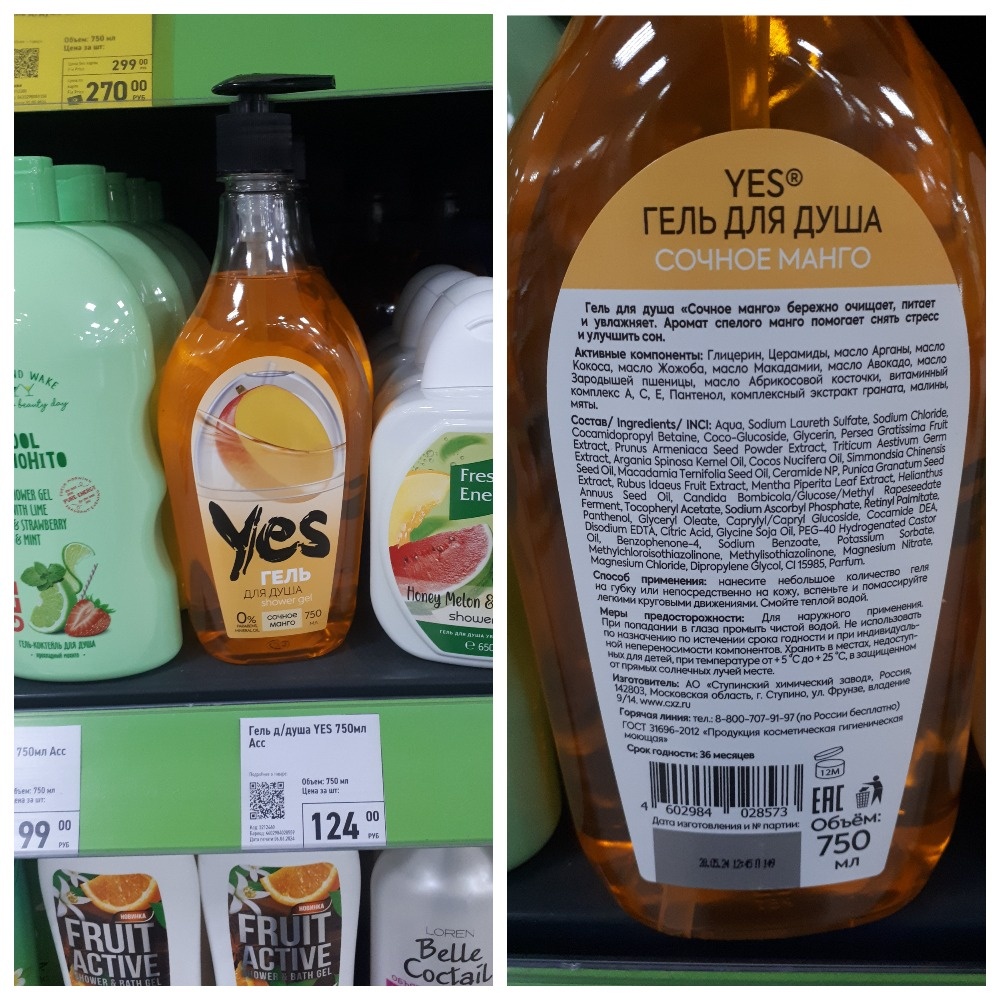 Объем: 750 мл
Цена за шт:
299 00
270 00
РУБ
WAKE
beauty day
MOHITO
SHOWER GEL
WITH LIME
& STRAWBERRY
& MINT
PURE ENERGY
ГЕЛЬ-КОКТЕЙЛЬ ДЛЯ ДУША
Yes
ГЕЛЬ
ДЛЯ ДУША
shower gel
0%
сочное
манго
750
мл
Honey Melon &
ГЕЛЬ ДЛЯ ДУША
750мл Асс
Объем: 750 мл
Цена за шт:
99 00
РУБ
Гель д/душа YES 750мл
Асс
Подробнее о товаре
Объем: 750 мл
Цена за шт:
124 00
РУБ
НОВИНКА
FRUIT
ACTIVE
SHOWER & BATH GEL
НОВИНКА
FRUIT
ACTIVE
SHOWER & BATH GEL
LOREN
Belle
Coctail
YES®
ГЕЛЬ ДЛЯ ДУША
СОЧНОЕ МАНГО
Гель для душа «Сочное манго» бережно очищает, питает
и увлажняет. Аромат спелого манго помогает снять стресс
и улучшить сон.
Активные компоненты: Глицерин, Церамиды, масло Арганы, масло
Кокоса, масло Жожоба, масло Макадамии, масло Авокадо, масло
Зародышей пшеницы, масло Абрикосовой косточки, витаминный
комплекс А, С, Е, Пантенол, комплексный экстракт граната, малины,
мяты.
Состав/ Ingredients/ INCI: Aqua, Sodium Laureth Sulfate, Sodium Chloride,
Cocamidopropyl Betaine, Coco-Glucoside, Glycerin, Persea Gratissima Fruit
Extract, Prunus Armeniaca Seed Powder Extract, Triticum Aestivum Germ
Extract, Argania Spinosa Kernel Oil, Cocos Nucifera Oil, Simmondsia Chinensis
Seed Oil, Macadamia Ternifolia Seed Oil, Ceramide NP, Punica Granatum Seed
Extract, Rubus Idaeus Fruit Extract, Mentha Piperita Leaf Extract, Helianthus
Annuus Seed Oil, Candida Bombicola/Glucose/Methyl Rapeseedate
Ferment, Tocopheryl Acetate, Sodium Ascorbyl Phosphate, Retinyl Palmitate,
Panthenol, Glyceryl Oleate, Caprylyl/Capryl Glucoside, Cocamide DEA,
Disodium EDTA, Citric Acid, Glycine Soja Oil, PEG-40 Hydrogenated Castor
Oil, Benzophenone-4, Sodium Benzoate, Potassium Sorbate,
Methylchloroisothiazolinone, Methylisothiazolinone, Magnesium Nitrate,
Magnesium Chloride, Dipropylene Glycol, CI 15985, Parfum.
Способ применения: нанесите небольшое количество геля
на губку или непосредственно на кожу, вспеньте и помассируйте
легкими круговыми движениями. Смойте теплой водой.
Меры предосторожности: Для наружного применения.
При попадании в глаза промыть чистой водой. Не использовать
по назначению по истечении срока годности и при индивидуаль-
ной непереносимости компонентов. Хранить в местах, недоступ-
ных для детей, при температуре от + 5 °С до + 25 °С, в защищенном
от прямых солнечных лучей месте.
Изготовитель: АО «Ступинский химический завод», Россия,
142803, Московская область, г. Ступино, ул. Фрунзе, владение
9/14. www.cxz.ru
Горячая линия: тел.: 8-800-707-91-97 (по России бесплатно)
ГОСТ 31696-2012 «Продукция косметическая гигиеническая
моющая»
Срок годности: 36 месяцев
12М
EAC
4 602984 028573
Дата изготовления и № партии:
Объём:
750
мл